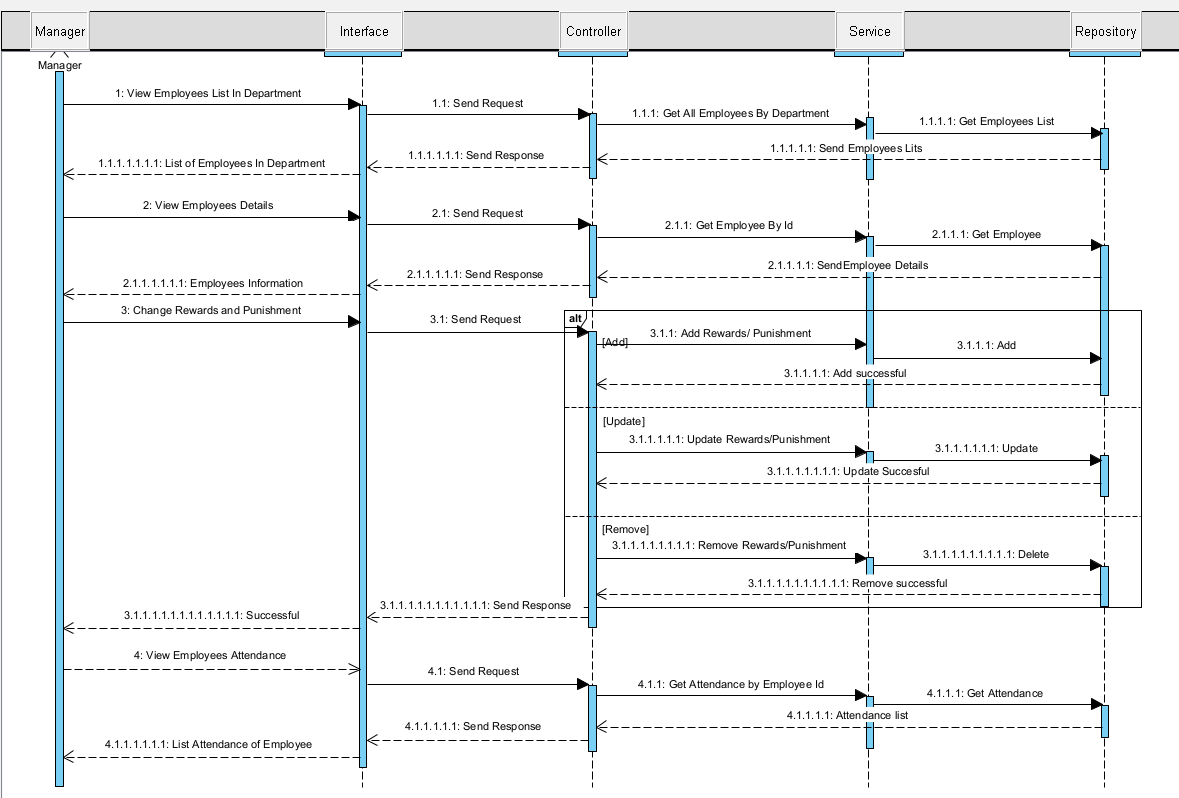 Manager
Interface
Controller
Service
Repository
Manager
1: View Employees List In Department
1.1: Send Request
1.1.1: Get All Employees By Department
1.1.1.1: Get Employees List
1.1.1.1.1: Send Employees Lits
1.1.1.1.1.1: Send Response
1.1.1.1.1.1.1: List of Employees In Department
2: View Employees Details
2.1: Send Request
2.1.1: Get Employee By Id
2.1.1.1: Get Employee
2.1.1.1.1: SendEmployee Details
2.1.1.1.1.1: Send Response
2.1.1.1.1.1.1: Employees Information
3: Change Rewards and Punishment
3.1: Send Request
alt
[Add]
3.1.1: Add Rewards/ Punishment
3.1.1.1: Add
3.1.1.1.1: Add successful
[Update]
3.1.1.1.1.1: Update Rewards/Punishment
3.1.1.1.1.1.1: Update
3.1.1.1.1.1.1.1: Update Succesful
[Remove]
3.1.1.1.1.1.1.1.1: Remove Rewards/Punishment
3.1.1.1.1.1.1.1.1.1: Delete
3.1.1.1.1.1.1.1.1.1.1: Remove successful
3.1.1.1.1.1.1.1.1.1.1.1: Send Response
3.1.1.1.1.1.1.1.1.1.1.1.1: Successful
4: View Employees Attendance
4.1: Send Request
4.1.1: Get Attendance by Employee Id
4.1.1.1: Get Attendance
4.1.1.1.1: Attendance list
4.1.1.1.1.1: Send Response
4.1.1.1.1.1.1: List Attendance of Employee